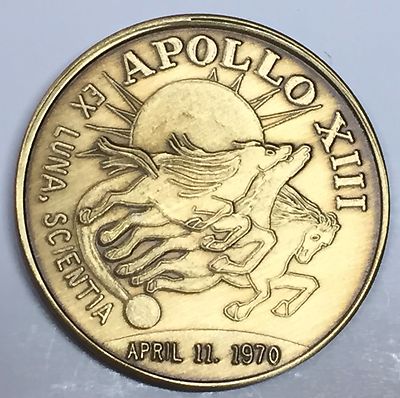 APOLLO XIII
EX LUNA, SCIENTIA
APRIL 11. 1970